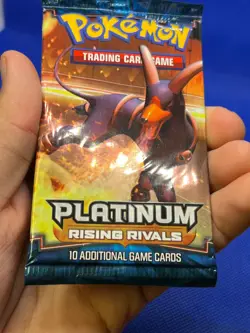 POKéMON
TRADING CARD GAME
PLATINUM
RISING RIVALS
10 ADDITIONAL GAME CARDS